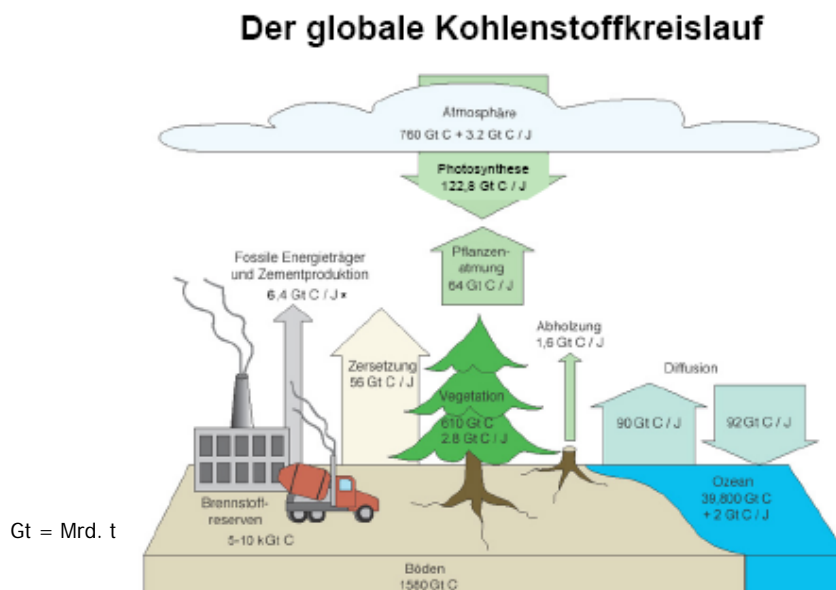 Der globale Kohlenstoffkreislauf
Atmosphäre
760 Gt C + 3.2 Gt C / J
Photosynthese
122,8 Gt C / J
Pflanzen-
atmung
64 Gt C / J
Fossile Energieträger
und Zementproduktion
6,4 Gt C / J*
Zersetzung
56 Gt C / J
Vegetation
610 Gt C
2.8 Gt C / J
Abholzung
1,6 Gt C / J
Diffusion
90 Gt C / J
92 Gt C / J
Ozean
39,800 Gt C
+ 2 Gt C / J
Brennstoff-
reserven
5-10 kGt C
Gt = Mrd. t
Böden
1580 Gt C